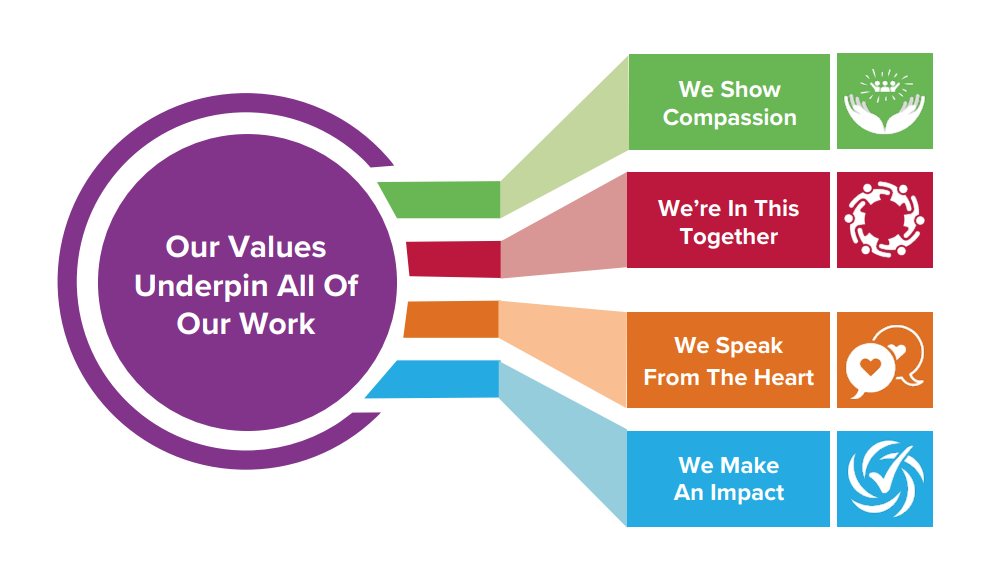 Our Values
Underpin All Of
Our Work
We Show
Compassion
We’re In This
Together
We Speak
From The Heart
We Make
An Impact